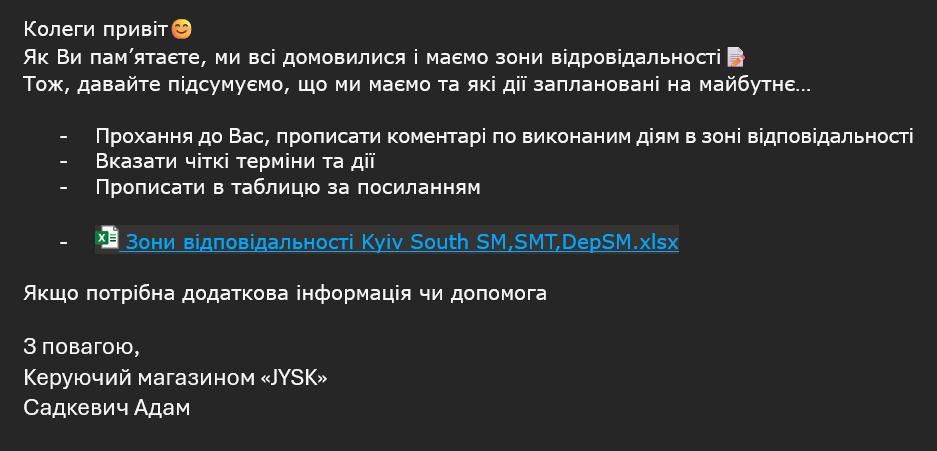 Колеги привіт😊
Як Ви пам’ятаєте, ми всі домовилися і маємо зони відровідальності📝
Тож, давайте підсумуємо, що ми маємо та які дії заплановані на майбутнє…
- Прохання до Вас, прописати коментарі по виконаним діям в зоні відповідальності
- Вказати чіткі терміни та дії
- Прописати в таблицю за посиланням
- Зони відповідальності Kyiv South SM,SMT,DepSM.xlsx
Якщо потрібна додаткова інформація чи допомога
З повагою,
Керуючий магазином «JYSK»
Садкевич Адам